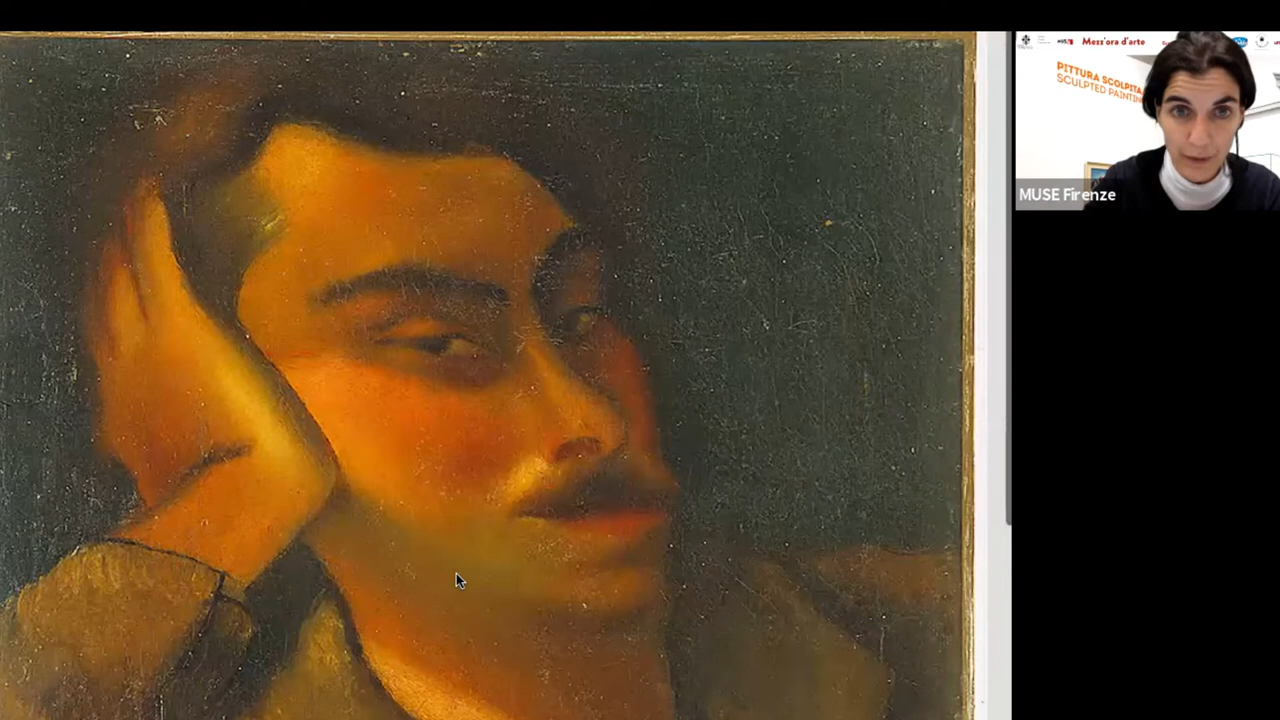 Mezz'ora d'arte
PITTURA SCOLPITA
SCULPTED PAINTING
MUSE Firenze